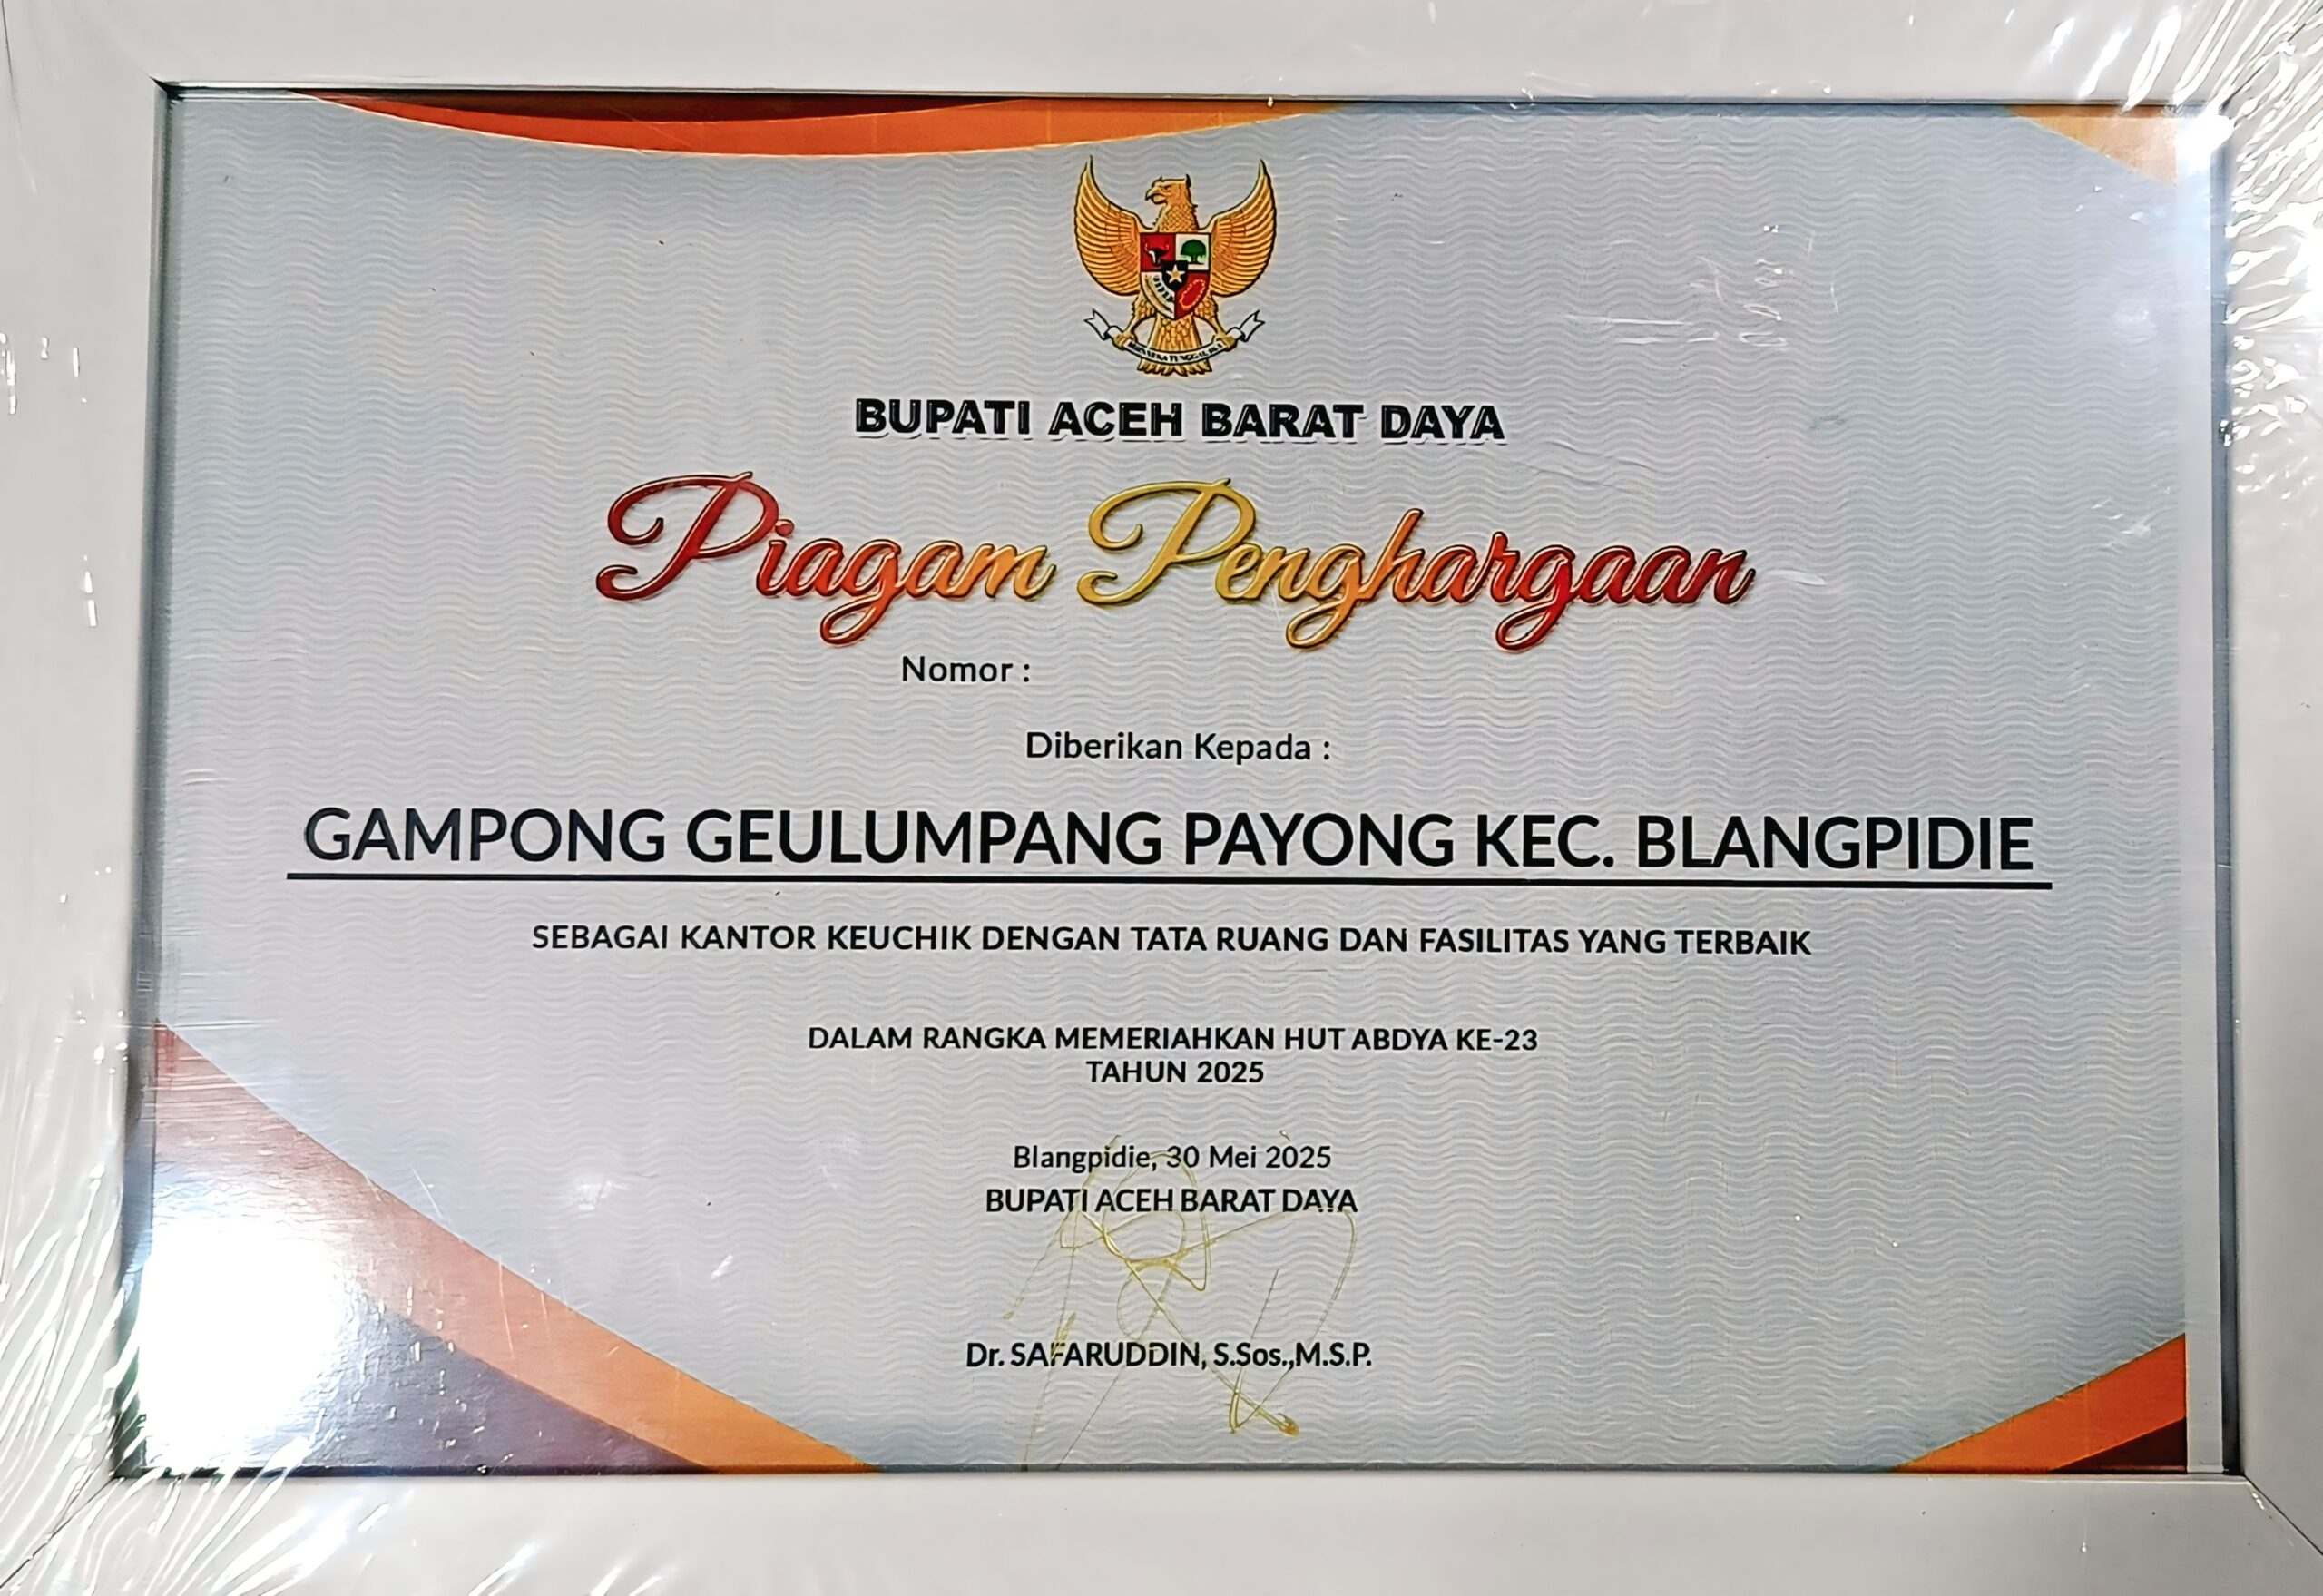 BUPATI ACEH BARAT DAYA
Piagam Penghargaan
Nomor :
Diberikan Kepada :
GAMPONG GEULUMPANG PAYONG KEC. BLANGPIDIE
SEBAGAI KANTOR KEUCHIK DENGAN TATA RUANG DAN FASILITAS YANG TERBAIK
DALAM RANGKA MEMERIAHKAN HUT ABDYA KE-23
TAHUN 2025
Blangpidie, 30 Mei 2025
BUPATI ACEH BARAT DAYA
Dr. SAFARUDDIN, S.Sos.,M.S.P.